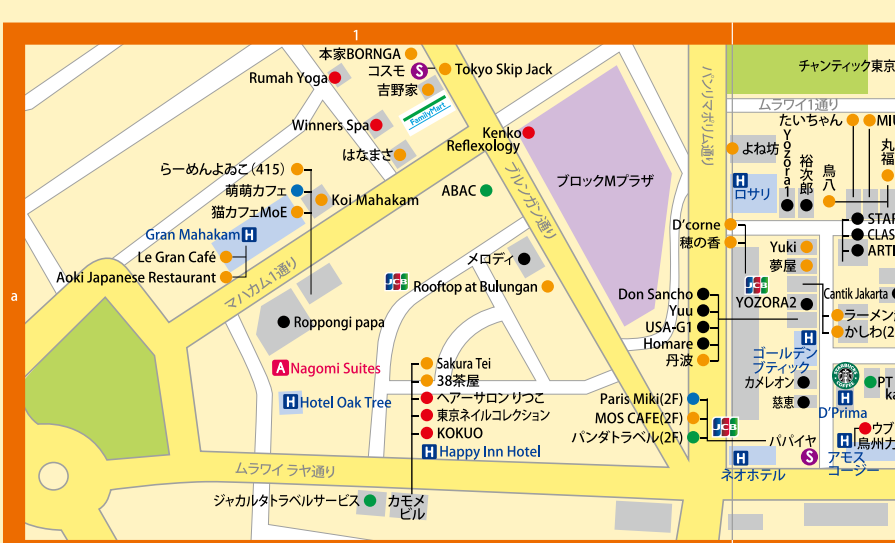 1
a
本家BORNGA
コスモ
S
Tokyo Skip Jack
吉野家
Rumah Yoga
FamilyMart
Winners Spa
はなまさ
Kenko
Reflexology
らーめんよゐこ(415)
萌萌カフェ
猫カフェMoE
Koi Mahakam
Gran Mahakam
H
Le Gran Café
Aoki Japanese Restaurant
マハカム1通り
ABAC
ブルンガン通り
ブロックMプラザ
パンリマポリム通り
チャンティック東京
ムラワイ1通り
たいちゃん
MIU
よね坊
Yozora1
裕次郎
鳥八
丸福
H
ロサリ
STAR
CLAS
ARTE
D'corne
穂の香
Yuki
夢屋
JCB
YOZORA2
Cantik Jakarta
ラーメン
かしわ(2
メロディ
JCB
Rooftop at Bulungan
Roppongi papa
Don Sancho
Yuu
USA-G1
Homare
丹波
H
ゴールデン
ブティック
カメレオン
慈恵
STARBUCKS
PT
ka
H
D'Prima
A
Nagomi Suites
H
Hotel Oak Tree
Sakura Tei
38茶屋
ヘアーサロン りつこ
東京ネイルコレクション
KOKUO
H
Happy Inn Hotel
Paris Miki(2F)
MOS CAFE(2F)
パンダトラベル(2F)
JCB
パパイヤ
S
H
ネオホテル
ウブ
烏州カ
H
アモス
コージー
ムラワイ ラヤ通り
ジャカルタトラベルサービス
カモメ
ビル